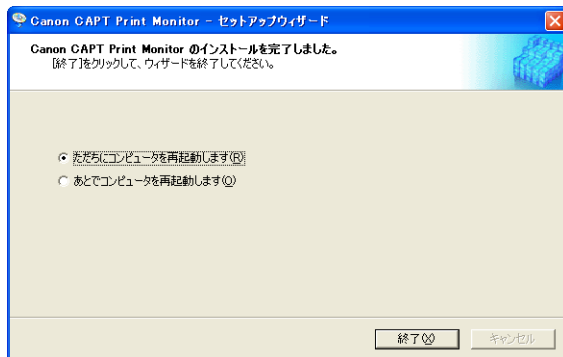 Canon CAPT Print Monitor - セットアップウィザード
Canon CAPT Print Monitor のインストールを完了しました。
[終了]をクリックして、ウィザードを終了してください。
ただちにコンピュータを再起動します(R)
あとでコンピュータを再起動します(O)
終了(X)
キャンセル